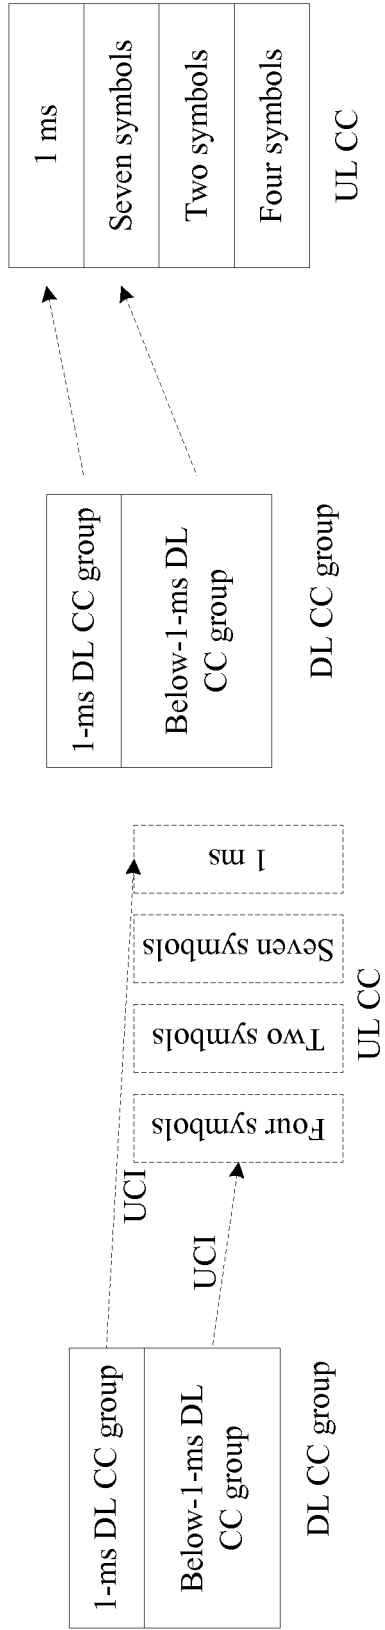 1-ms DL CC group
Below-1-ms DL
CC group
DL CC group
UCI
UCI
Four symbols
Two symbols
Seven symbols
1 ms
UL CC
1-ms DL CC group
Below-1-ms DL
CC group
DL CC group
1 ms
Seven symbols
Two symbols
Four symbols
UL CC